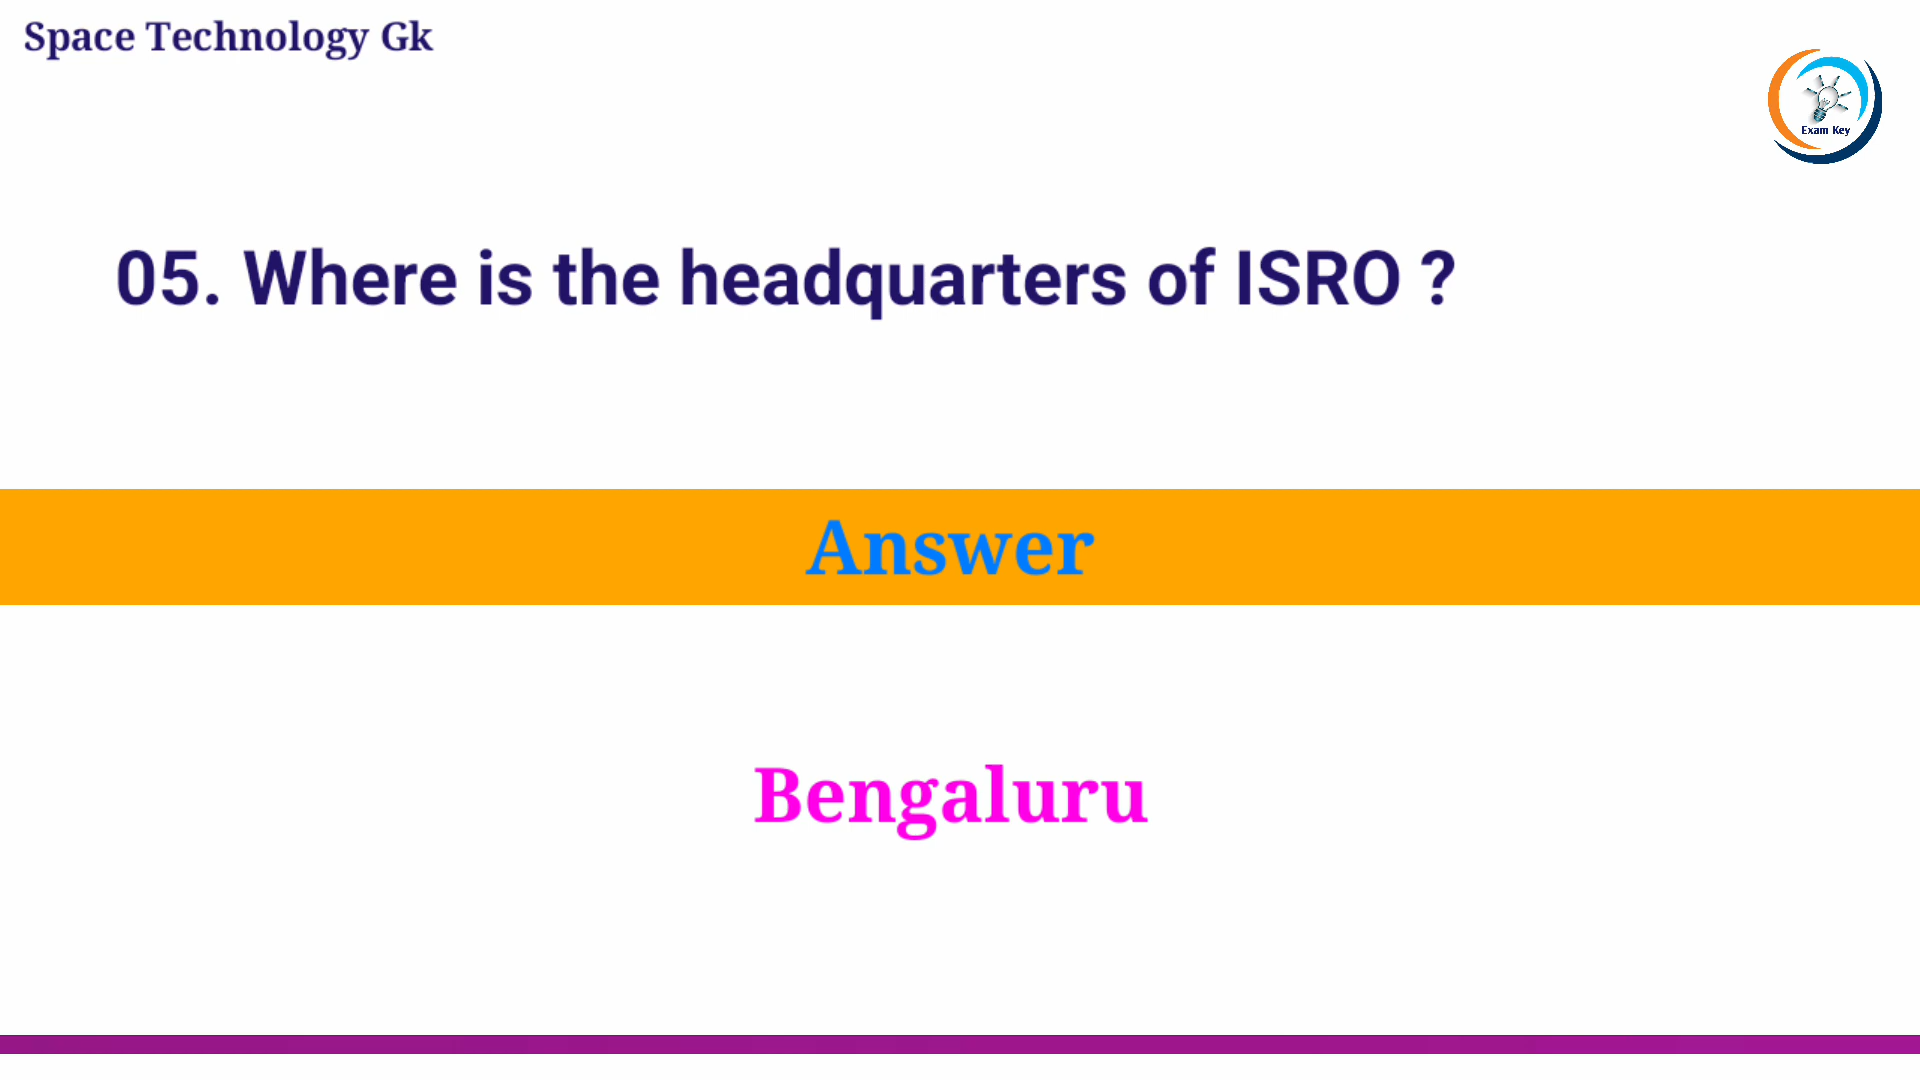 Space Technology Gk
Exam Key
05. Where is the headquarters of ISRO ?
Answer
Bengaluru